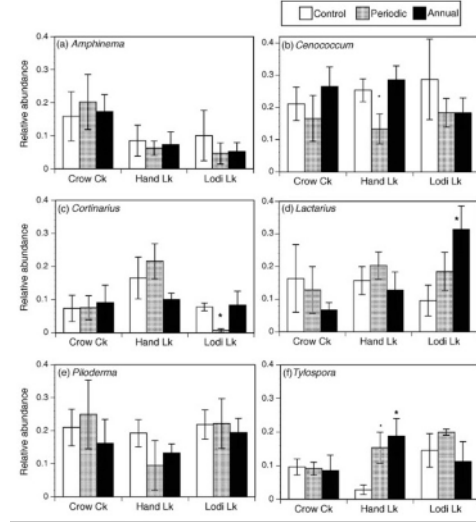 Control Periodic Annual
(a) Amphinema
(b) Cenococcum
Relative abundance
0.4
0.3
0.2
0.1
0
0.4
0.3
0.2
0.1
0
Crow Ck Hand Lk Lodi Lk
Crow Ck Hand Lk Lodi Lk
(c) Cortinarius
(d) Lactarius
Relative abundance
0.4
0.3
0.2
0.1
0
0.4
0.3
0.2
0.1
0
*
*
Crow Ck Hand Lk Lodi Lk
Crow Ck Hand Lk Lodi Lk
(e) Piloderma
(f) Tylospora
Relative abundance
0.4
0.3
0.2
0.1
0
0.4
0.3
0.2
0.1
0
*
Crow Ck Hand Lk Lodi Lk
Crow Ck Hand Lk Lodi Lk